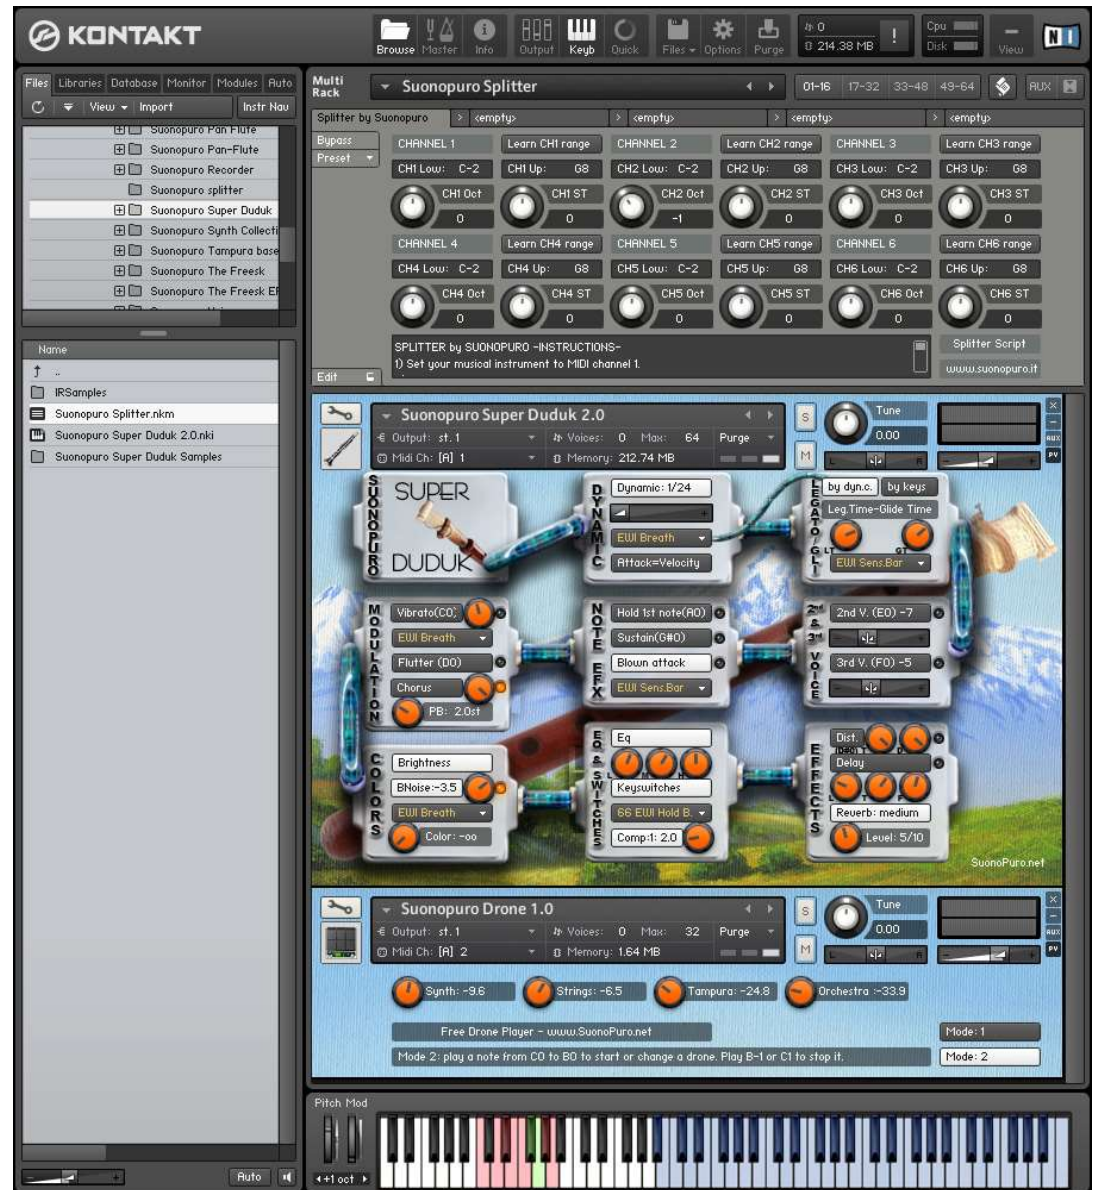 KONTAKT
Browse Master Info Output Keyb Quick Files Options Purge
0
214.38 MB
!
Cpu
Disk
View
NI
Files Libraries Database Monitor Modules Auto
View Import Instr Nav
Suonopuro Pan Flute
Suonopuro Pan-Flute
Suonopuro Recorder
Suonopuro splitter
Suonopuro Super Duduk
Suonopuro Synth Collecti
Suonopuro Tampura base
Suonopuro The Freesk
Suonopuro The Freesk EF
Name
..
IRSamples
Suonopuro Splitter.nkm
Suonopuro Super Duduk 2.0.nki
Suonopuro Super Duduk Samples
- + Auto
Multi
Rack
Suonopuro Splitter
01-16 17-32 33-48 49-64 AUX
Splitter by Suonopuro > <empty> > <empty> > <empty> > <empty>
Bypass
Preset
CHANNEL 1 Learn CH1 range CHANNEL 2 Learn CH2 range CHANNEL 3 Learn CH3 range
CH1 Low: C-2 CH1 Up: G8 CH2 Low: C-2 CH2 Up: G8 CH3 Low: C-2 CH3 Up: G8
CH1 Oct CH1 ST CH2 Oct CH2 ST CH3 Oct CH3 ST
0 0 -1 0 0 0
CHANNEL 4 Learn CH4 range CHANNEL 5 Learn CH5 range CHANNEL 6 Learn CH6 range
CH4 Low: C-2 CH4 Up: G8 CH5 Low: C-2 CH5 Up: G8 CH6 Low: C-2 CH6 Up: G8
CH4 Oct CH4 ST CH5 Oct CH5 ST CH6 Oct CH6 ST
0 0 0 0 0 0
SPLITTER by SUONOPURO -INSTRUCTIONS-
1) Set your musical instrument to MIDI channel 1.
Splitter Script
www.suonopuro.it
Edit
Suonopuro Super Duduk 2.0
Output: st.1 Voices: 0 Max: 64 Purge
Midi Ch: [A] 1 Memory: 212.74 MB
S
M
Tune
0.00
L R
- +
x
-
AUX
PV
SUONOPURO
SUPER
DUDUK
DYNAMIC
Dynamic: 1/24
EWI Breath
Attack=Velocity
LEGATO/GLI
by dyn.c. by keys
Leg.Time-Glide Time
LT GT
EWI Sens.Bar
MODULATION
Vibrato(C0)
EWI Breath
Flutter (D0)
Chorus
PB: 2.0st
NOTE EFX
Hold 1st note(A0)
Sustain(G#0)
Blown attack
EWI Sens.Bar
2nd & 3rd VOICE
2nd V. (E0) -7
3rd V. (F0) -5
COLORS
Brightness
BNoise:-3.5
EWI Breath
Color: -oo
EQ & SWITCHES
Eq
Keyswitches
66 EWI Hold B.
Comp:1: 2.0
EFFECTS
Dist.
Delay
Reverb: medium
Level: 5/10
SuonoPuro.net
Suonopuro Drone 1.0
Output: st.1 Voices: 0 Max: 32 Purge
Midi Ch: [A] 2 Memory: 1.64 MB
S
M
Tune
0.00
L R
- +
x
-
AUX
PV
Synth: -9.6 Strings: -6.5 Tampura: -24.8 Orchestra :-33.9
Free Drone Player - www.SuonoPuro.net Mode: 1
Mode 2: play a note from C0 to B0 to start or change a drone. Play B-1 or C1 to stop it. Mode: 2
Pitch Mod
+1 oct